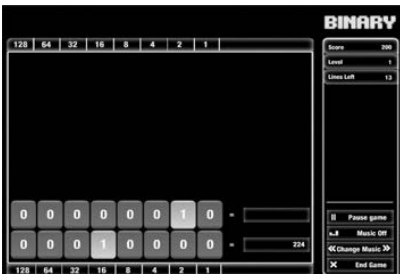 BINARY
128 64 32 16 8 4 2 1
Score 200
Level 1
Lines Left 13
0 0 0 0 0 0 1 0 =
0 0 0 1 0 0 0 0 = 224
128 64 32 16 8 4 2 1
Pause game
Music Off
Change Music
End Game